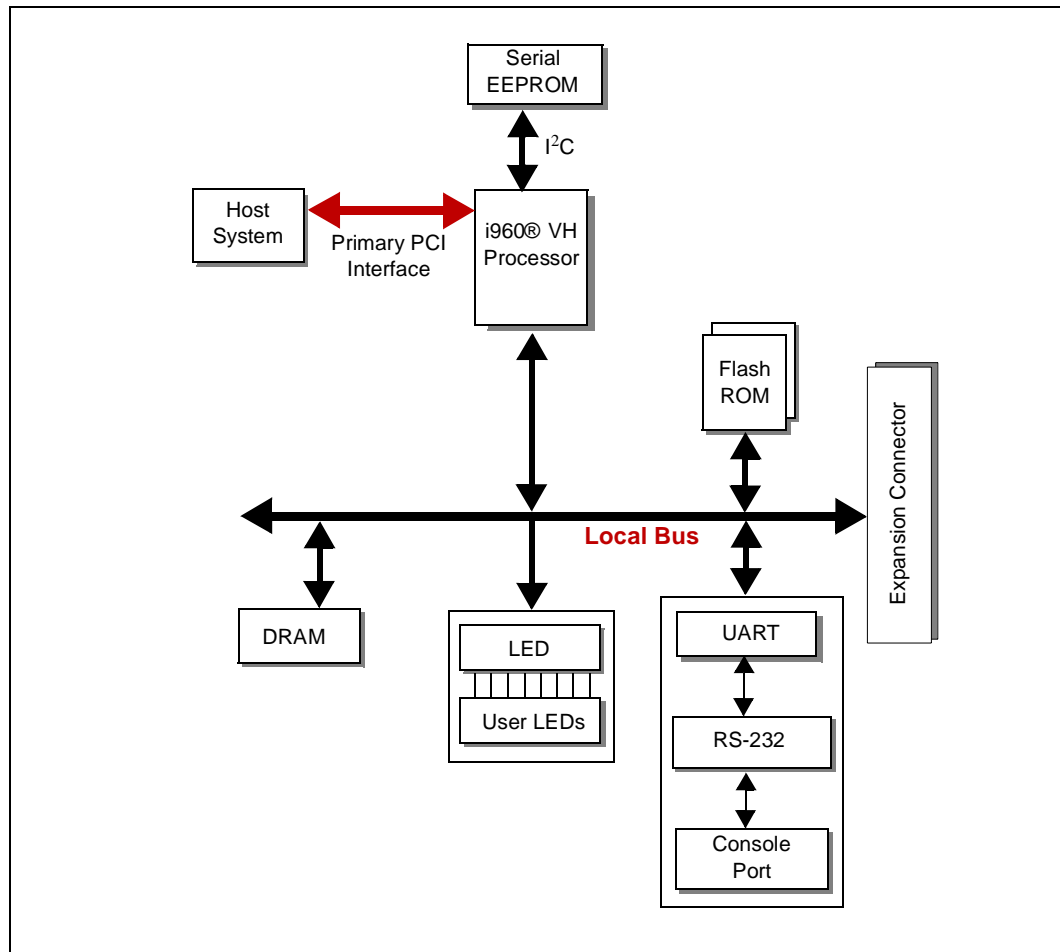 Serial
EEPROM
I²C
Host
System
Primary PCI
Interface
i960® VH
Processor
Flash
ROM
Expansion Connector
Local Bus
DRAM
LED
User LEDs
UART
RS-232
Console
Port